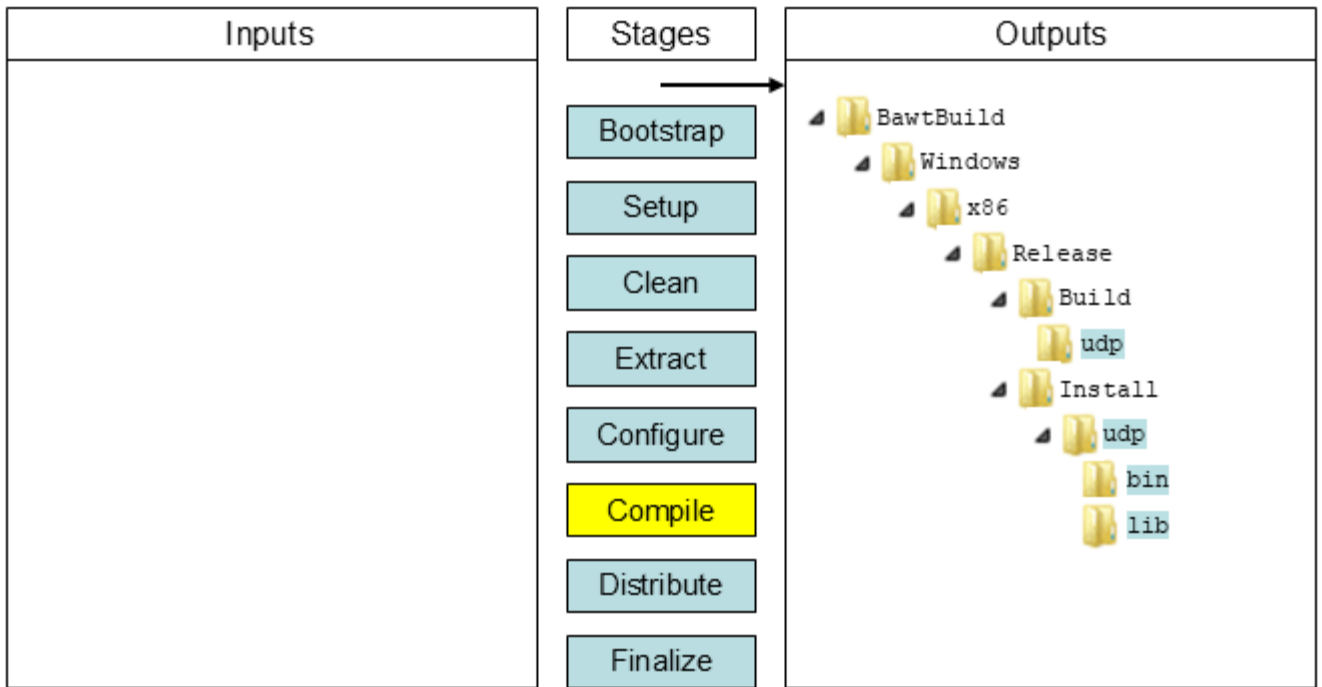 Inputs
Stages
Outputs
Bootstrap
Setup
Clean
Extract
Configure
Compile
Distribute
Finalize
BawtBuild
Windows
x86
Release
Build
udp
Install
udp
bin
lib